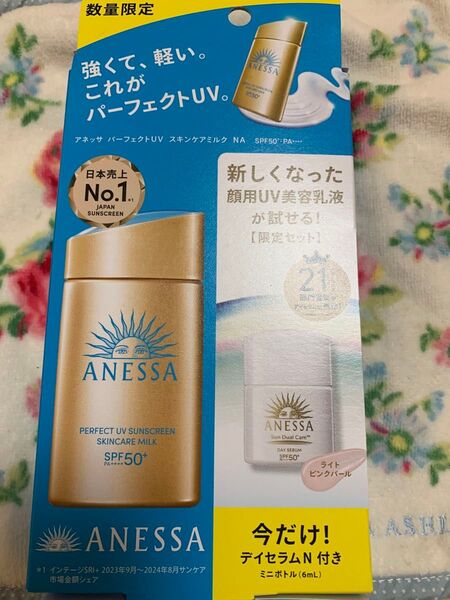 数量限定
強くて、軽い。
これが
パーフェクトUV。
ANESSA
SPF50+
アネッサ パーフェクトUV スキンケアミルク NA SPF50+・PA++++
日本売上
No.1※1
JAPAN
SUNSCREEN
ANESSA
PERFECT UV SUNSCREEN
SKINCARE MILK
SPF50+
PA++++
新しくなった
顔用UV美容乳液
が試せる!
【限定セット】
21
ANESSA
Sun Dual Care™
DAY SERUM
SPF50+
ライト
ピンクパール
ANESSA
*1 インテージSRI+ 2023年9月〜2024年8月サンケア
市場金額シェア
今だけ!
デイセラムN 付き
ミニボトル(6mL)
ASH